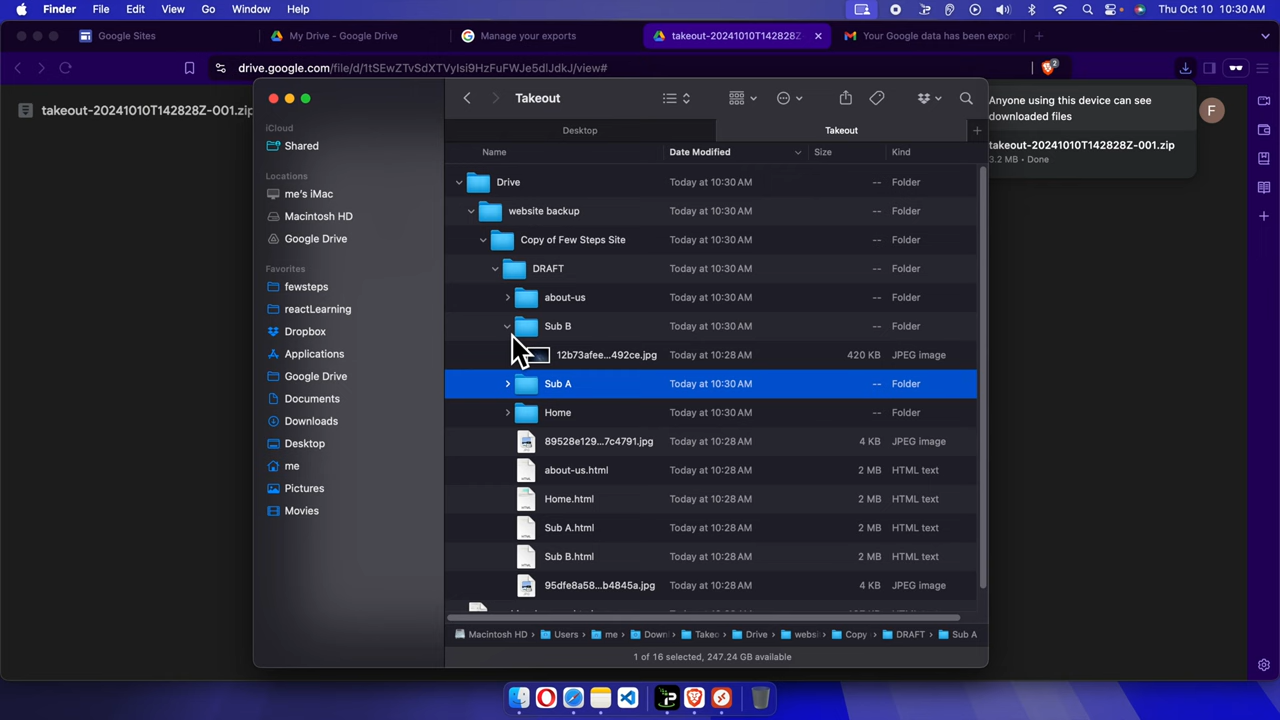 Finder File Edit View Go Window Help Thu Oct 10 10:30 AM
Google Sites My Drive - Google Drive Manage your exports takeout-20241010T142828Z Your Google data has been expo
drive.google.com/file/d/1tSEwZTvSdXTVyIsi9HzFuFWJe5dlJdkJ/view# 2
takeout-20241010T142828Z-001.zip
F
Anyone using this device can see
downloaded files
takeout-20241010T142828Z-001.zip
3.2 MB • Done
Takeout
Desktop Takeout
iCloud
Shared
Locations
me’s iMac
Macintosh HD
Google Drive
Favorites
fewsteps
reactLearning
Dropbox
Applications
Google Drive
Documents
Downloads
Desktop
me
Pictures
Movies
Name Date Modified Size Kind
Drive Today at 10:30 AM -- Folder
website backup Today at 10:30 AM -- Folder
Copy of Few Steps Site Today at 10:30 AM -- Folder
DRAFT Today at 10:30 AM -- Folder
about-us Today at 10:30 AM -- Folder
Sub B Today at 10:30 AM -- Folder
12b73afee...492ce.jpg Today at 10:28 AM 420 KB JPEG image
Sub A Today at 10:30 AM -- Folder
Home Today at 10:30 AM -- Folder
89528e129...7c4791.jpg Today at 10:28 AM 4 KB JPEG image
about-us.html Today at 10:28 AM 2 MB HTML text
Home.html Today at 10:28 AM 2 MB HTML text
Sub A.html Today at 10:28 AM 2 MB HTML text
Sub B.html Today at 10:28 AM 2 MB HTML text
95dfe8a58...b4845a.jpg Today at 10:28 AM 4 KB JPEG image
Macintosh HD › Users › me › Down › Takeo › Drive › websi › Copy › DRAFT › Sub A
1 of 16 selected, 247.24 GB available